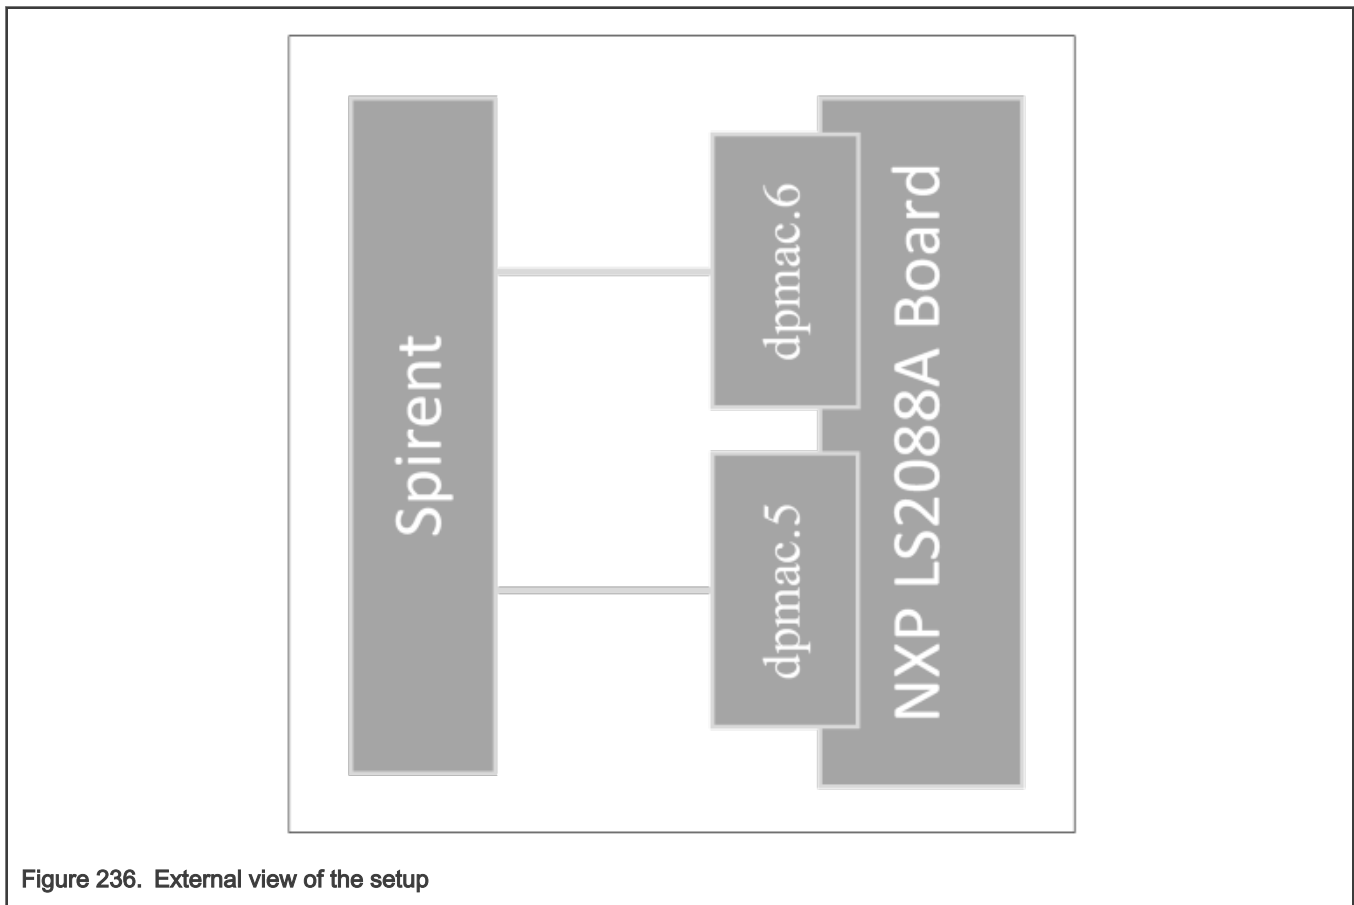 Spirent
dpmac.6
dpmac.5
NXP LS2088A Board
Figure 236. External view of the setup